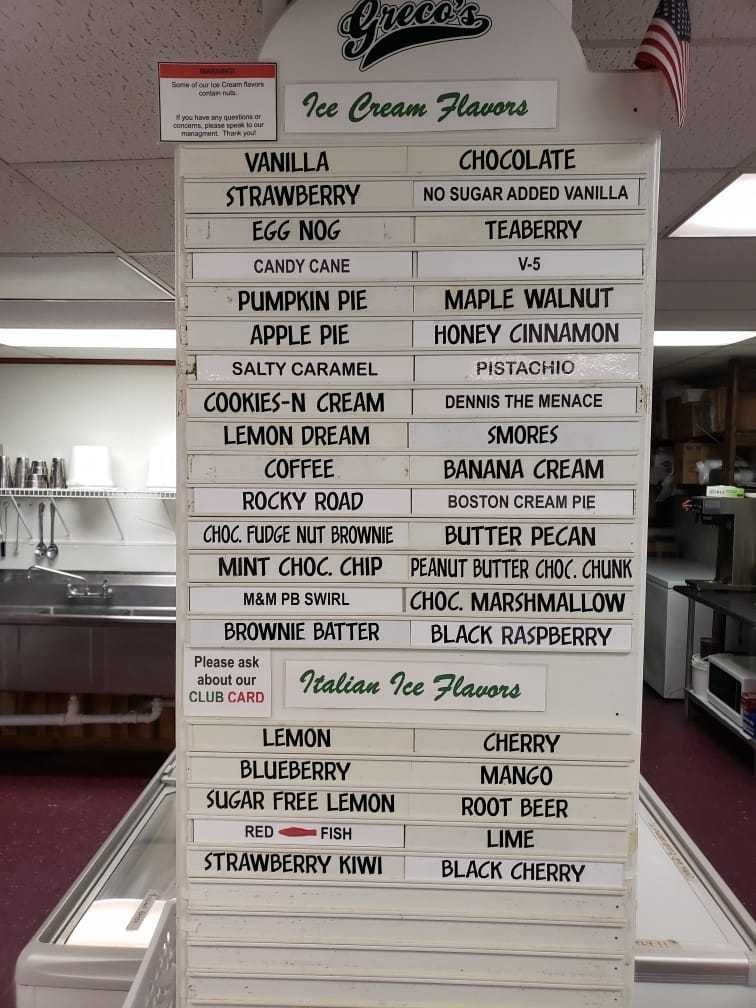 Greco's
WARNING!
Some of our Ice Cream flavors
contain nuts.
If you have any questions or
concerns, please speak to our
managment. Thank you!
Ice Cream Flavors
VANILLA CHOCOLATE
STRAWBERRY NO SUGAR ADDED VANILLA
EGG NOG TEABERRY
CANDY CANE V-5
PUMPKIN PIE MAPLE WALNUT
APPLE PIE HONEY CINNAMON
SALTY CARAMEL PISTACHIO
COOKIES-N CREAM DENNIS THE MENACE
LEMON DREAM SMORES
COFFEE BANANA CREAM
ROCKY ROAD BOSTON CREAM PIE
CHOC. FUDGE NUT BROWNIE BUTTER PECAN
MINT CHOC. CHIP PEANUT BUTTER CHOC. CHUNK
M&M PB SWIRL CHOC. MARSHMALLOW
BROWNIE BATTER BLACK RASPBERRY
Please ask
about our
CLUB CARD
Italian Ice Flavors
LEMON CHERRY
BLUEBERRY MANGO
SUGAR FREE LEMON ROOT BEER
RED FISH LIME
STRAWBERRY KIWI BLACK CHERRY